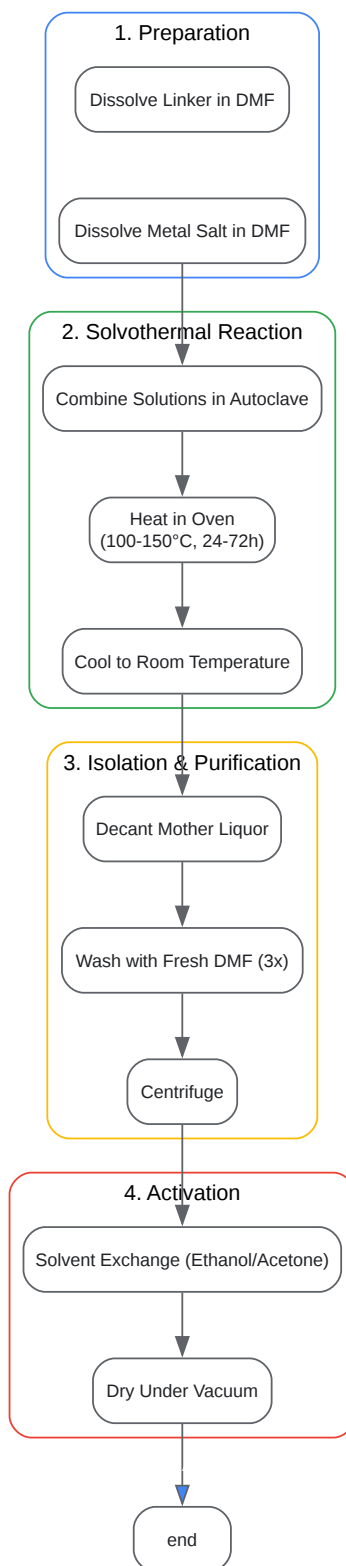 1. Preparation
Dissolve Linker in DMF
Dissolve Metal Salt in DMF
2. Solvothermal Reaction
Combine Solutions in Autoclave
Heat in Oven
(100-150°C, 24-72h)
Cool to Room Temperature
3. Isolation & Purification
Decant Mother Liquor
Wash with Fresh DMF (3x)
Centrifuge
4. Activation
Solvent Exchange (Ethanol/Acetone)
Dry Under Vacuum
end